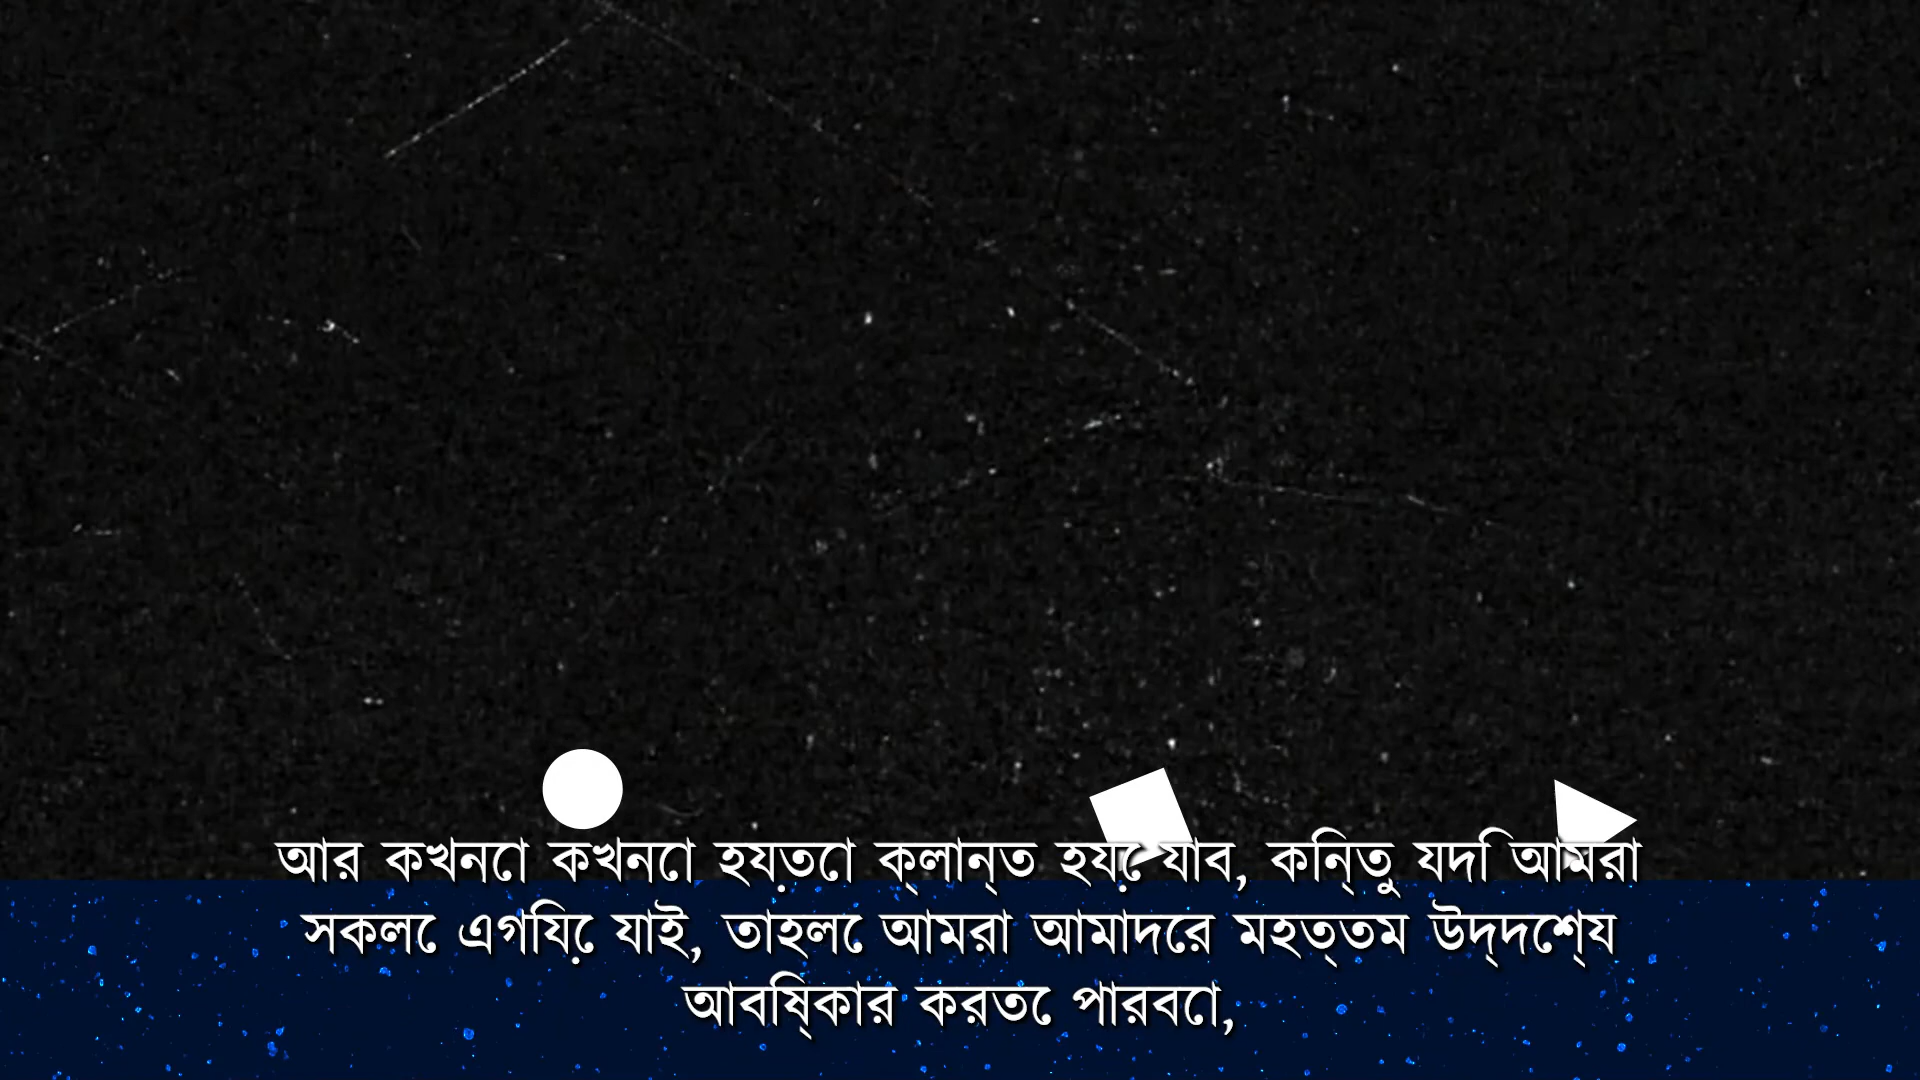 আর কখনো কখনো হয়তো ক্লান্ত হয়ে যাব, কিন্তু যদি আমরা
সকলে এগিয়ে যাই, তাহলে আমরা আমাদের মহত্তম উদ্দেশ্য
আবিষ্কার করতে পারবো,